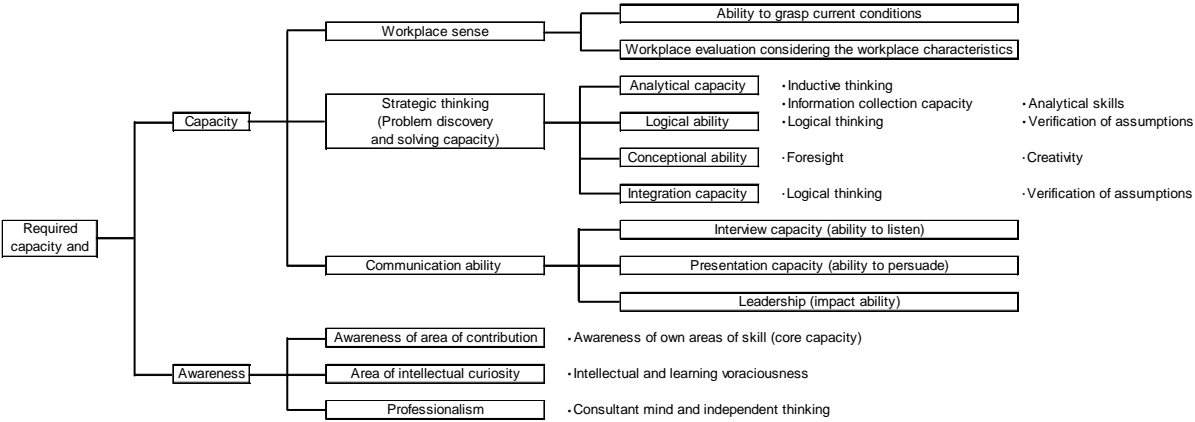 Workplace sense
Ability to grasp current conditions
Workplace evaluation considering the workplace characteristics
Capacity
Strategic thinking
(Problem discovery
and solving capacity)
Analytical capacity
・Inductive thinking
・Information collection capacity
・Analytical skills
Logical ability
・Logical thinking
・Verification of assumptions
Conceptional ability
・Foresight
・Creativity
Integration capacity
・Logical thinking
・Verification of assumptions
Required
capacity and
Communication ability
Interview capacity (ability to listen)
Presentation capacity (ability to persuade)
Leadership (impact ability)
Awareness
Awareness of area of contribution
・Awareness of own areas of skill (core capacity)
Area of intellectual curiosity
・Intellectual and learning voraciousness
Professionalism
・Consultant mind and independent thinking